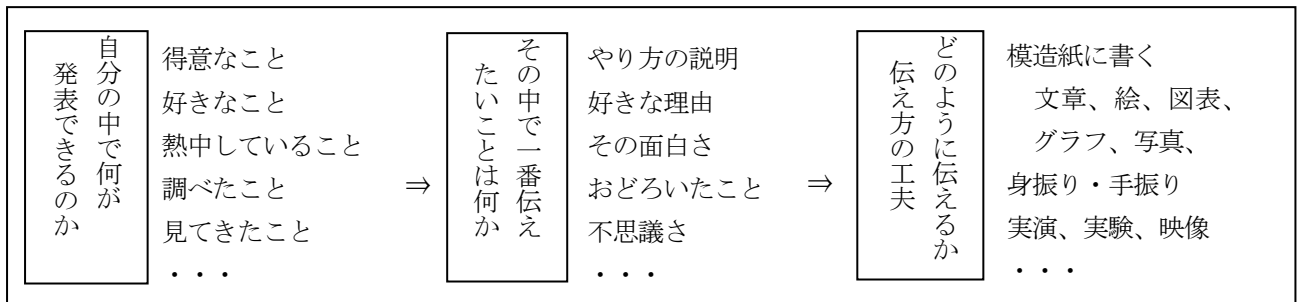 自分の中で何が
発表できるのか
得意なこと
好きなこと
熱中していること
調べたこと
見てきたこと
・・・
⇒
その中で一番伝え
たいことは何か
やり方の説明
好きな理由
その面白さ
おどろいたこと
不思議さ
・・・
⇒
どのように伝えるか
伝え方の工夫
模造紙に書く
文章、絵、図表、
グラフ、写真、
身振り・手振り
実演、実験、映像
・・・